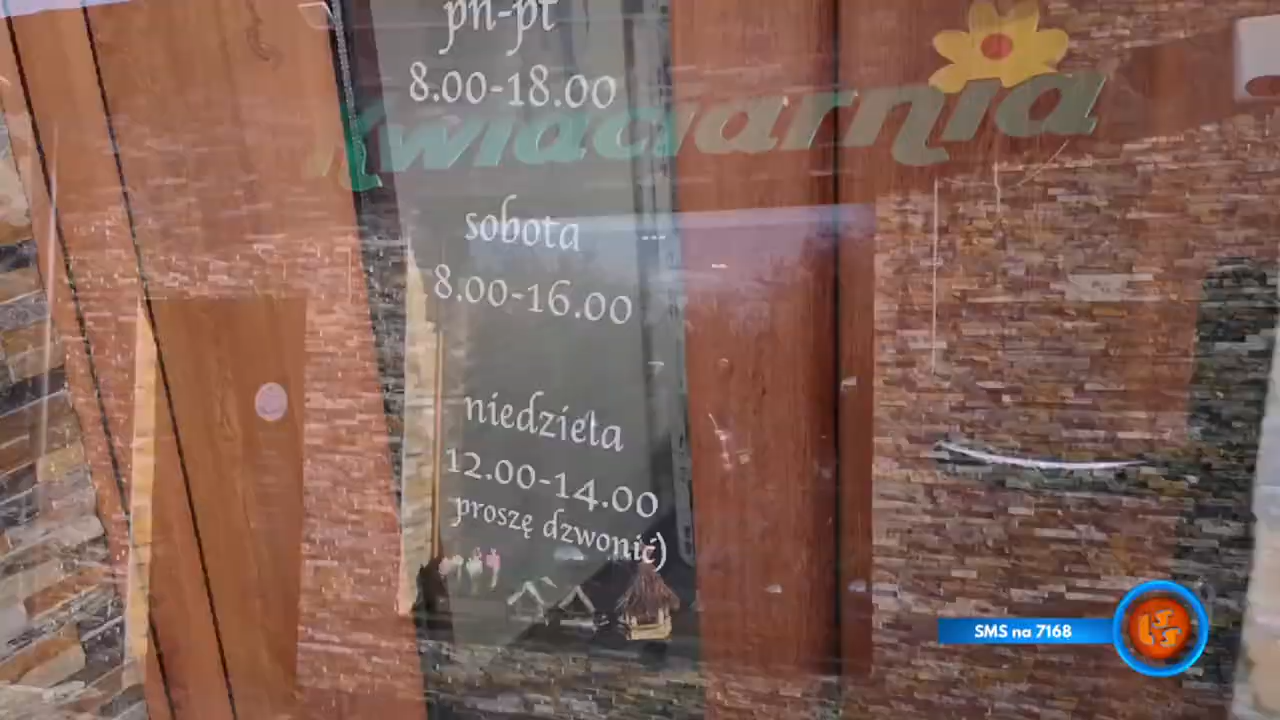 pn-pt
8.00-18.00
Kwiaciarnia
sobota
8.00-16.00
niedziela
12.00-14.00
proszę dzwonić)
SMS na 7168